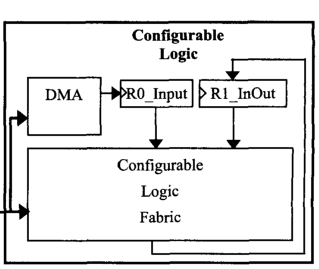 Configurable
Logic
DMA
R0_Input
R1_InOut
Configurable
Logic
Fabric